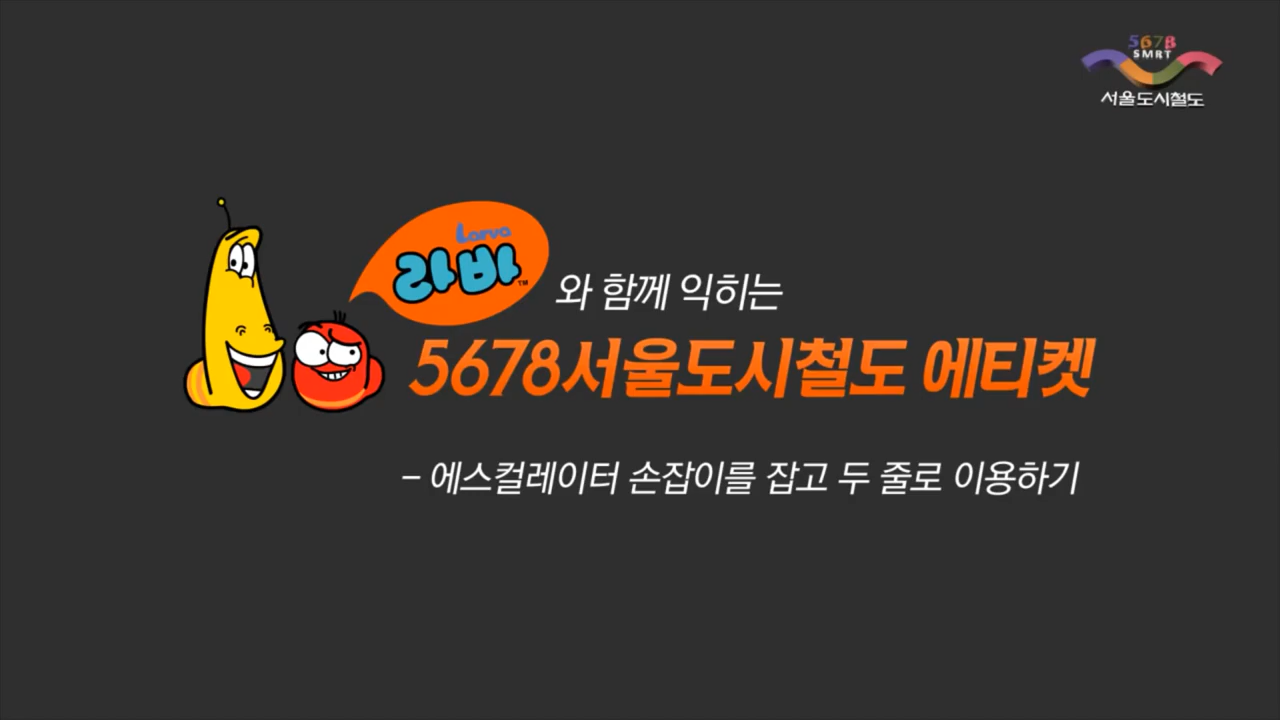 5678
SMRT
서울도시철도
Larva
라바™
와 함께 익히는
5678서울도시철도 에티켓
– 에스컬레이터 손잡이를 잡고 두 줄로 이용하기